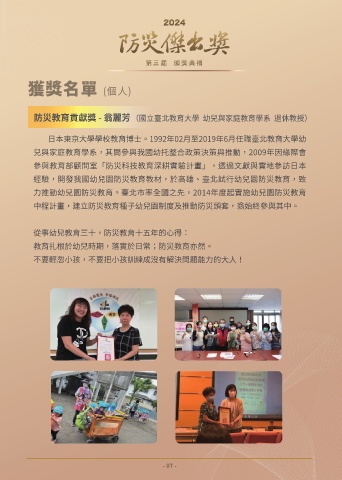 2024
防災傑出獎
第三屆 頒獎典禮
獲獎名單 (個人)
防災教育貢獻獎 - 翁麗芳 (國立臺北教育大學 幼兒與家庭教育學系 退休教授)
日本東京大學學校教育博士。1992年02月至2019年6月任職臺北教育大學幼
兒與家庭教育學系，其間參與我國幼托整合政策決策與推動，2009年因緣際會
參與教育部顧問室「防災科技教育深耕實驗計畫」，透過文獻與實地參訪日本
經驗，開發我國幼兒園防災教育教材，於高雄、臺北試行幼兒園防災教育，致
力推動幼兒園防災教育。臺北市率全國之先，2014年度起實施幼兒園防災教育
中程計畫，建立防災教育種子幼兒園制度及推動防災頭套，翁始終參與其中。
從事幼兒教育三十，防災教育十五年的心得：
教育扎根於幼兒時期，落實於日常；防災教育亦然。
不要輕忽小孩，不要把小孩訓練成沒有解決問題能力的大人！
- 07 -